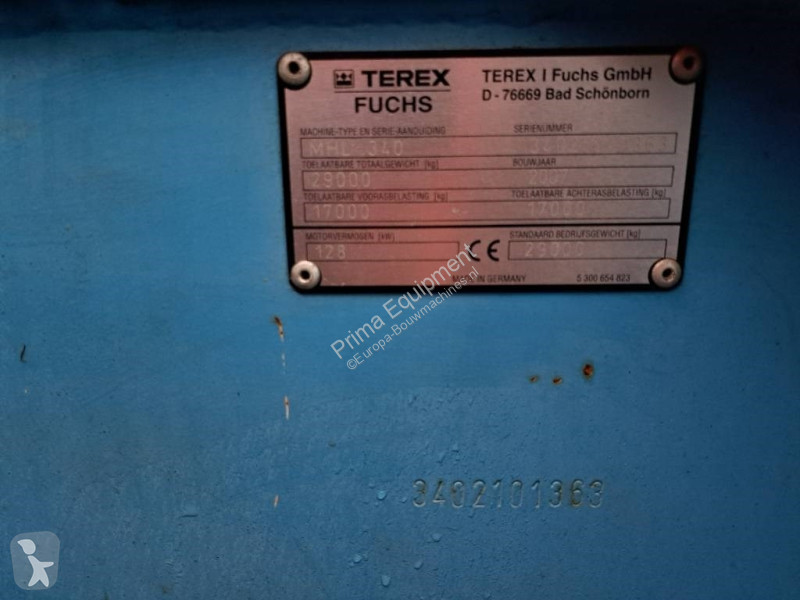 TEREX
FUCHS
TEREX I Fuchs GmbH
D - 76669 Bad Schönborn
MACHINE-TYPE EN SERIE-AANDUIDING
SERIENUMMER
MHL 340
TOELAATBARE TOTAALGEWICHT [kg]
BOUWJAAR
29000
2007
TOELAATBARE VOORASBELASTING [kg]
TOELAATBARE ACHTERASBELASTING [kg]
17000
17000
MOTORVERMOGEN [kW]
STANDAARD BEDRIJFSGEWICHT [kg]
128
CE
MADE IN GERMANY
5 300 654 823
Prima Equipment
©Europa-Bouwmachines.nl
3402101363